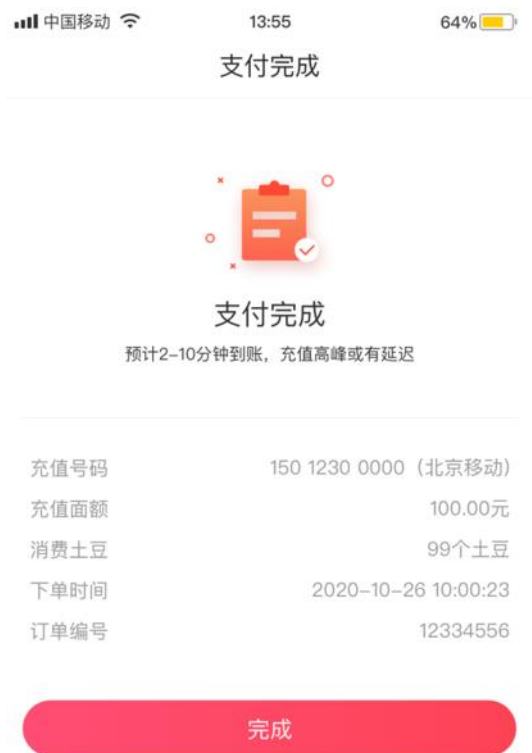 中国移动 13:55 64%
支付完成
支付完成
预计2-10分钟到账，充值高峰或有延迟
充值号码 150 1230 0000（北京移动）
充值面额 100.00元
消费土豆 99个土豆
下单时间 2020-10-26 10:00:23
订单编号 12334556
完成